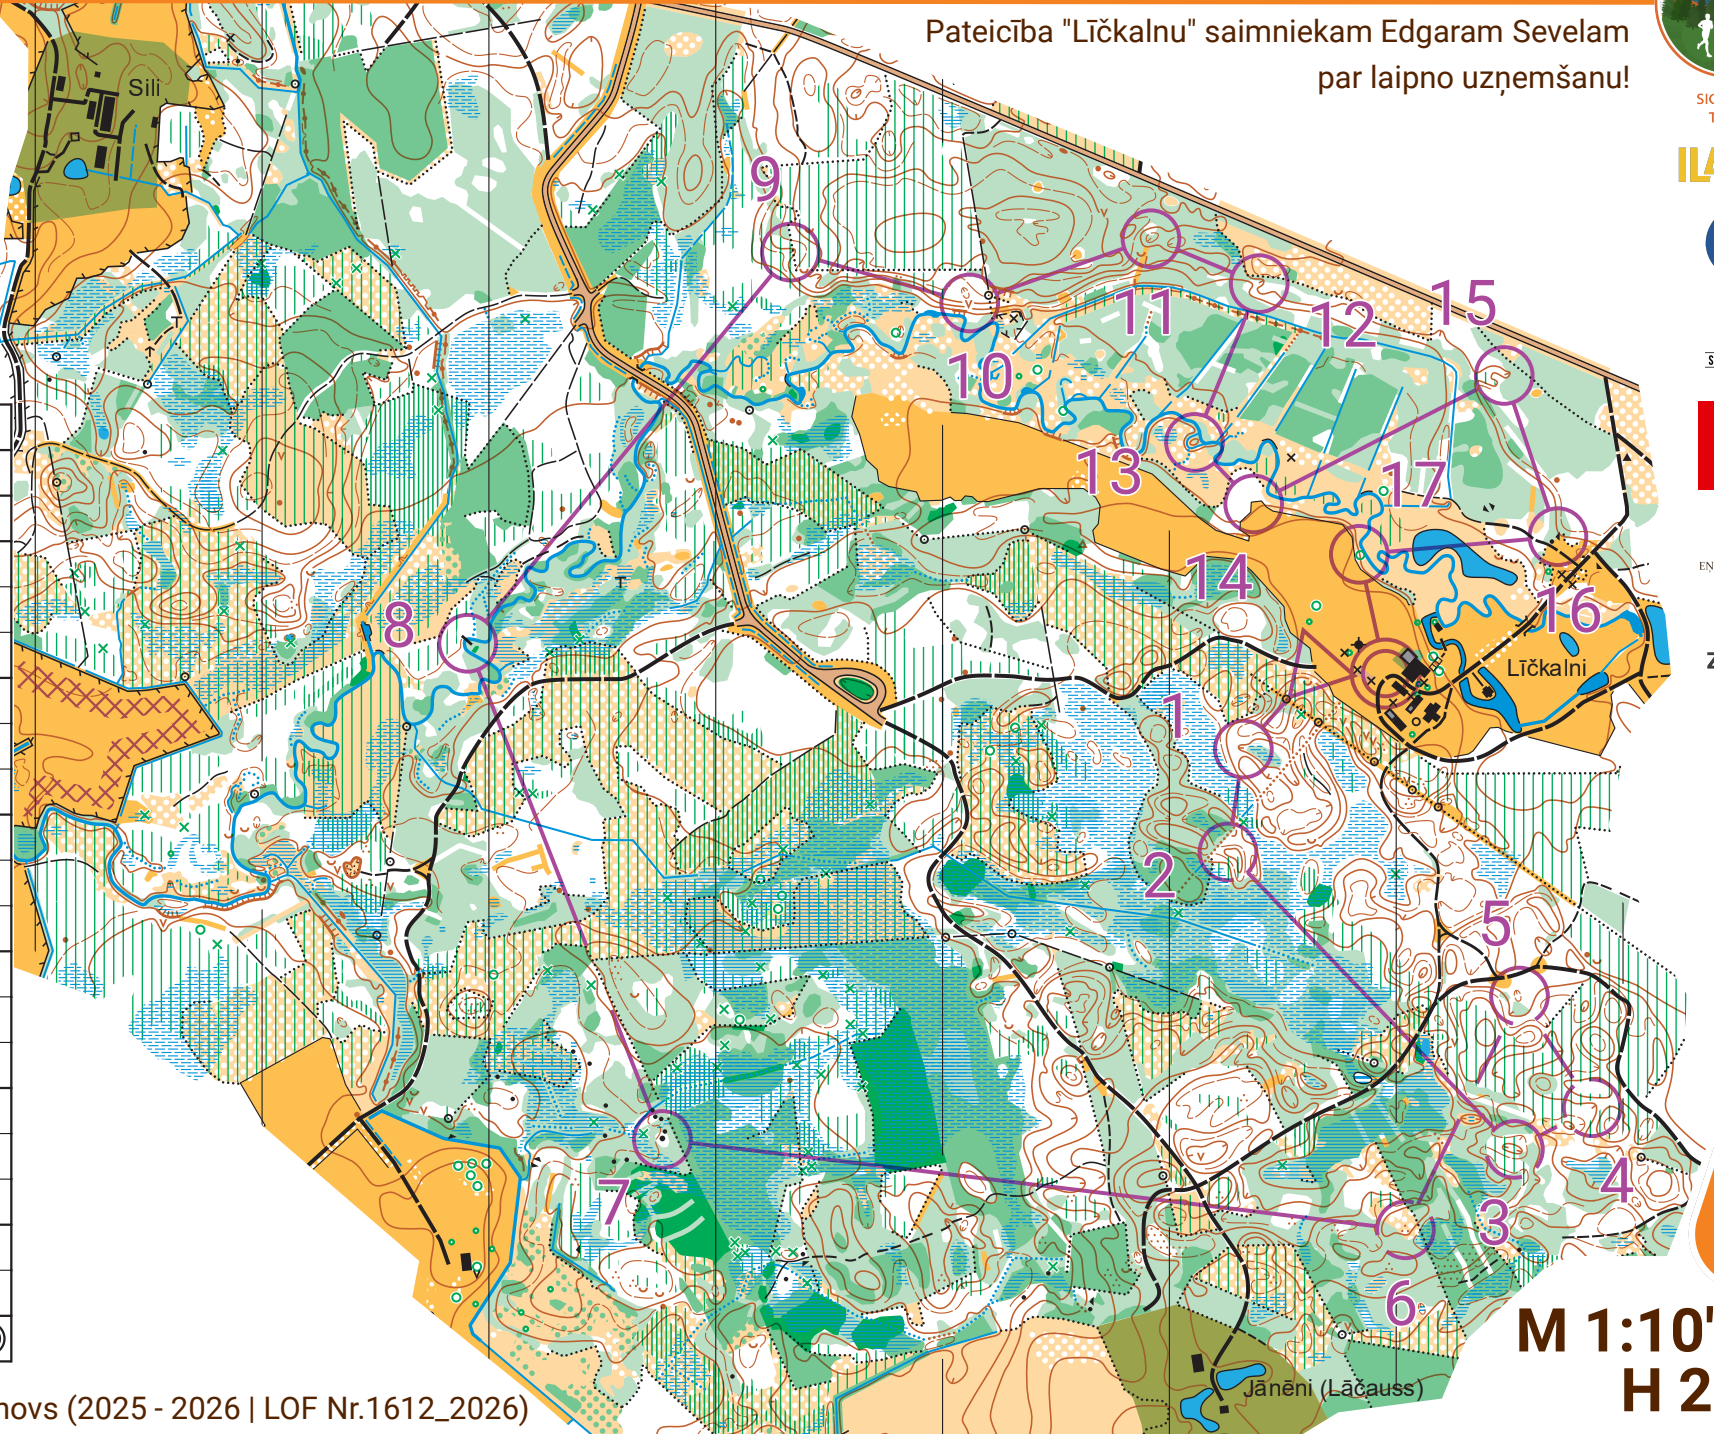 Pateicība "Līčkalnu" saimniekam Edgaram Sevelam
par laipno uzņemšanu!
Sili
9
11
12
15
10
13
17
14
16
8
Līčkalni
1
2
5
7
4
3
6
M 1:10'
H 2
Jānēni (Lāčauss)
novs (2025 - 2026 | LOF Nr.1612_2026)